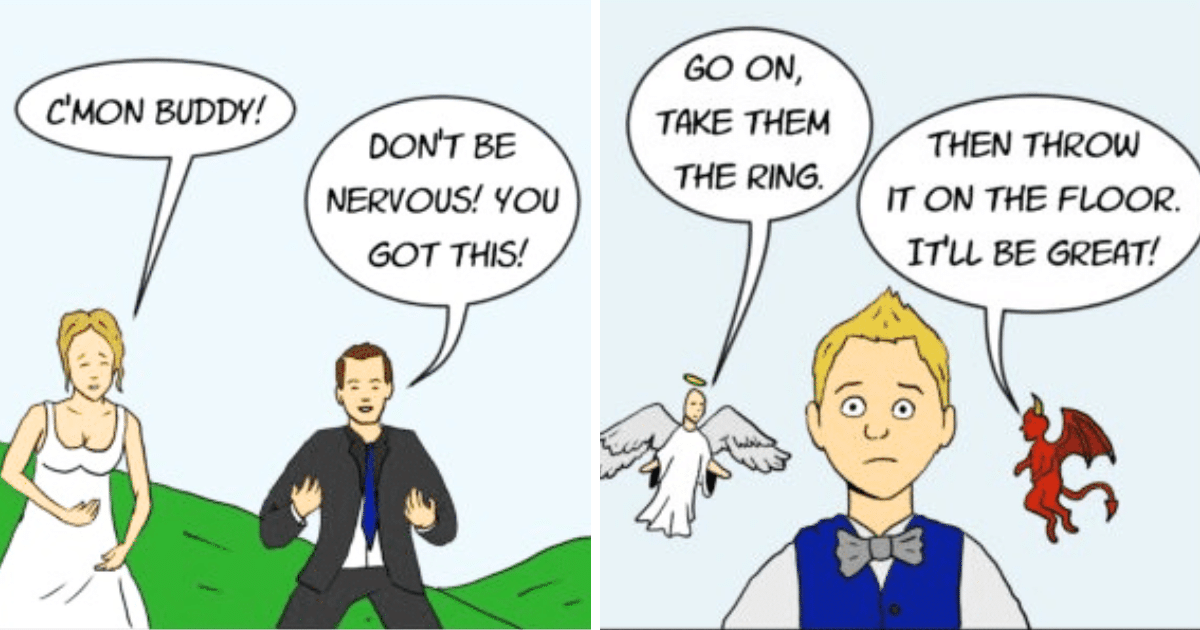 C'MON BUDDY!
DON'T BE
NERVOUS! YOU
GOT THIS!
GO ON,
TAKE THEM
THE RING.
THEN THROW
IT ON THE FLOOR.
IT'LL BE GREAT!